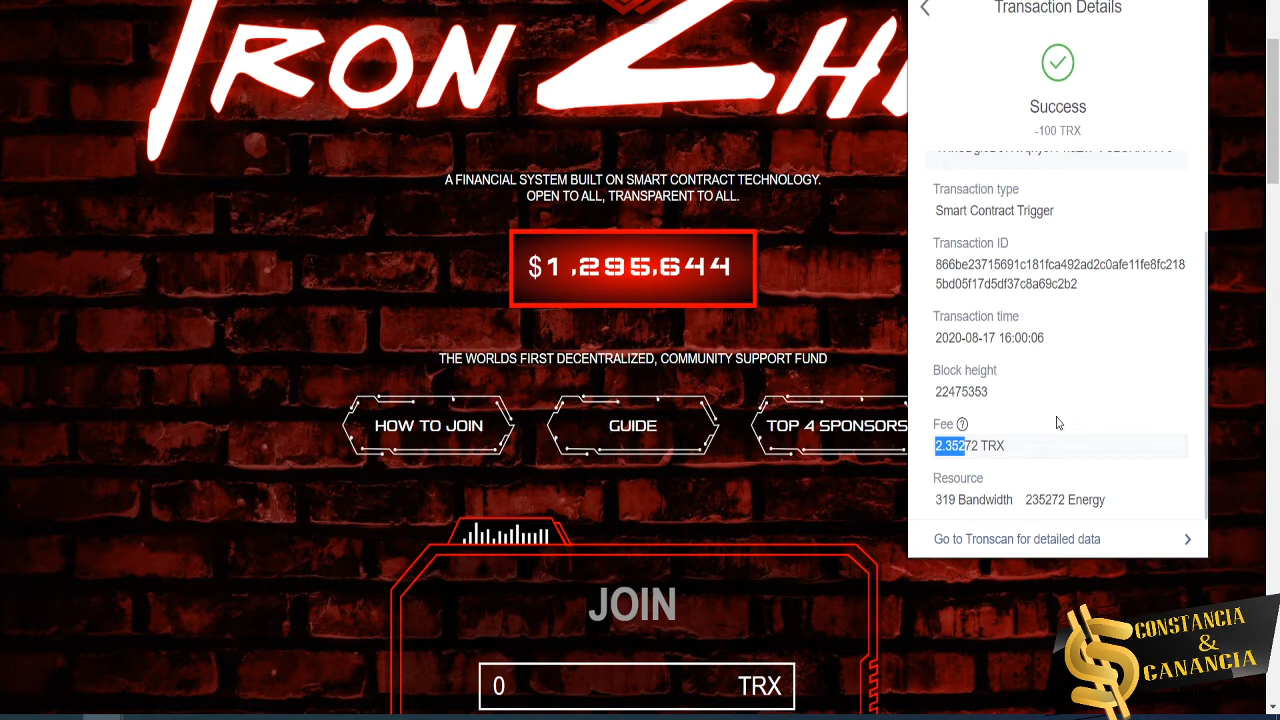 TRON ZH
A FINANCIAL SYSTEM BUILT ON SMART CONTRACT TECHNOLOGY.
OPEN TO ALL, TRANSPARENT TO ALL.
$1,295,644
THE WORLDS FIRST DECENTRALIZED, COMMUNITY SUPPORT FUND
HOW TO JOIN
GUIDE
TOP 4 SPONSORS
JOIN
0 TRX
Transaction Details
Success
-100 TRX
Transaction type
Smart Contract Trigger
Transaction ID
866be23715691c181fca492ad2c0afe11fe8fc218
5bd05f17d5df37c8a69c2b2
Transaction time
2020-08-17 16:00:06
Block height
22475353
Fee ?
2.35272 TRX
Resource
319 Bandwidth 235272 Energy
Go to Tronscan for detailed data
CONSTANCIA
&
GANANCIA